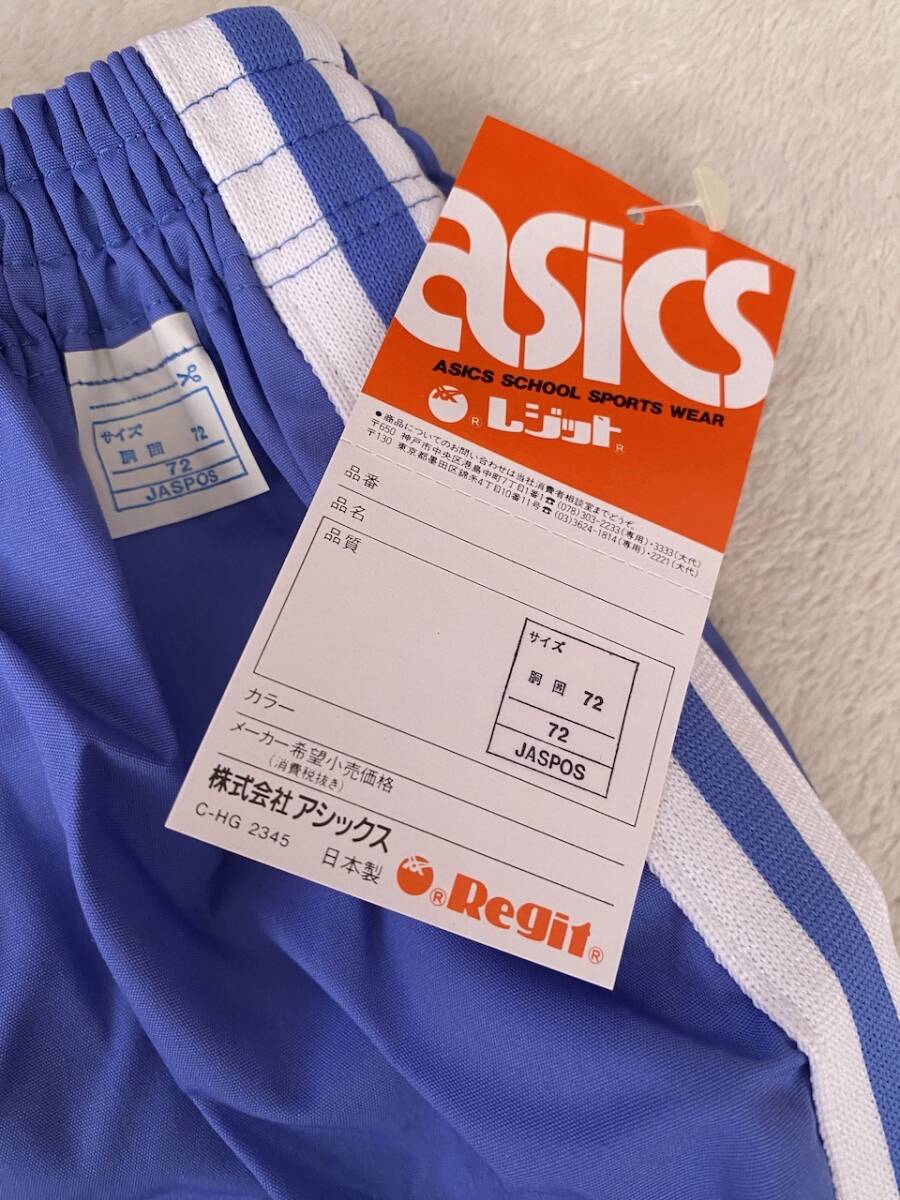 サイズ
胴囲 72
72
JASPOS
asics
ASICS SCHOOL SPORTS WEAR
® レジット ®
●商品についてのお問い合わせは当社消費者相談室までどうぞ。
〒650 神戸市中央区港島中町7丁目1番1☎(078)303-2233(専用)・3333(大代)
〒130 東京都墨田区錦糸4丁目10番11号☎(03)3624-1814(専用)・2221(大代)
品番
品名
品質
サイズ
胴囲 72
72
JASPOS
カラー
メーカー希望小売価格
(消費税抜き)
株式会社アシックス
C-HG 2345 日本製
® Regit ®